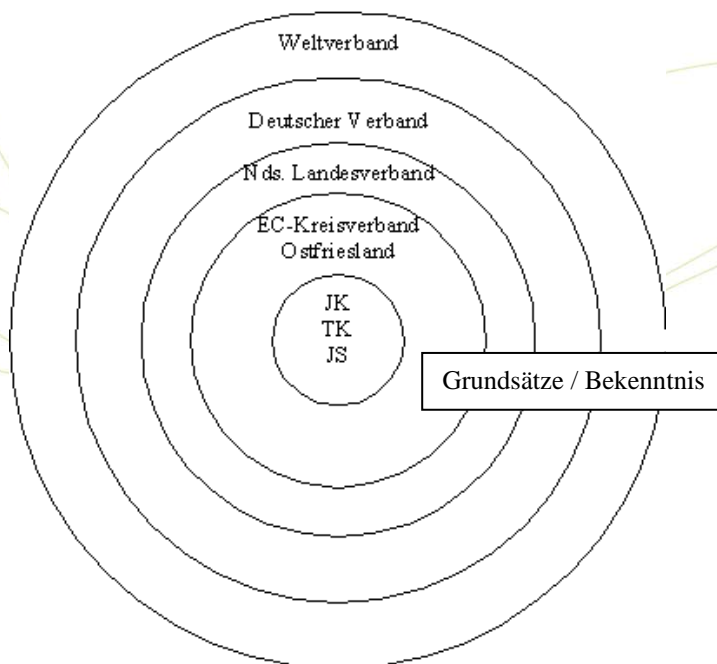 Weltverband
Deutscher Verband
Nds. Landesverband
EC-Kreisverband
Ostfriesland
JK
TK
JS
Grundsätze / Bekenntnis